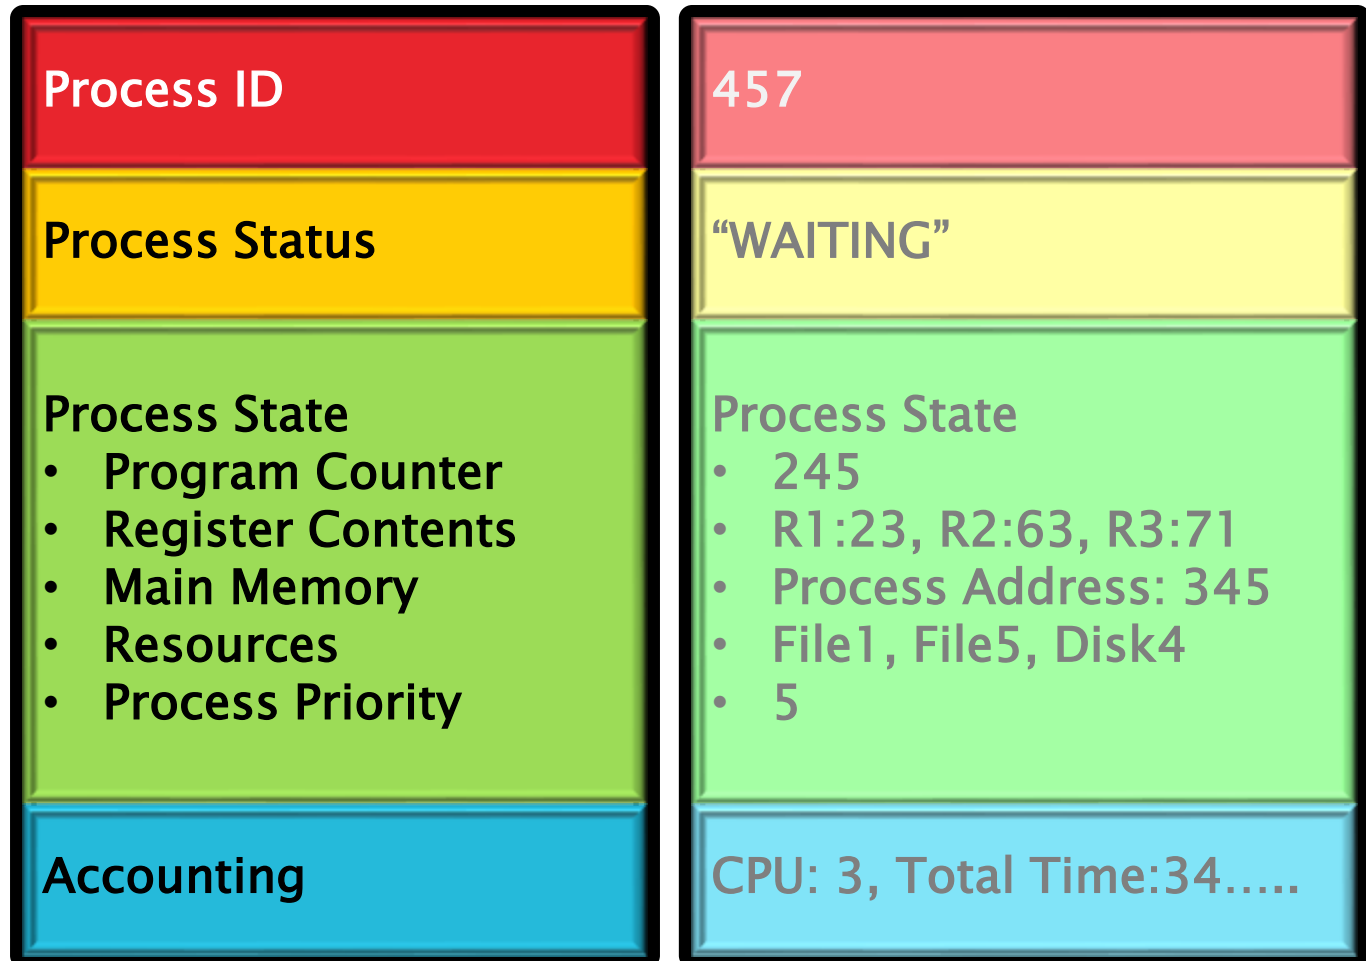 Process ID
Process Status
Process State
• Program Counter
• Register Contents
• Main Memory
• Resources
• Process Priority
Accounting
457
“WAITING”
Process State
• 245
• R1:23, R2:63, R3:71
• Process Address: 345
• File1, File5, Disk4
• 5
CPU: 3, Total Time:34.....